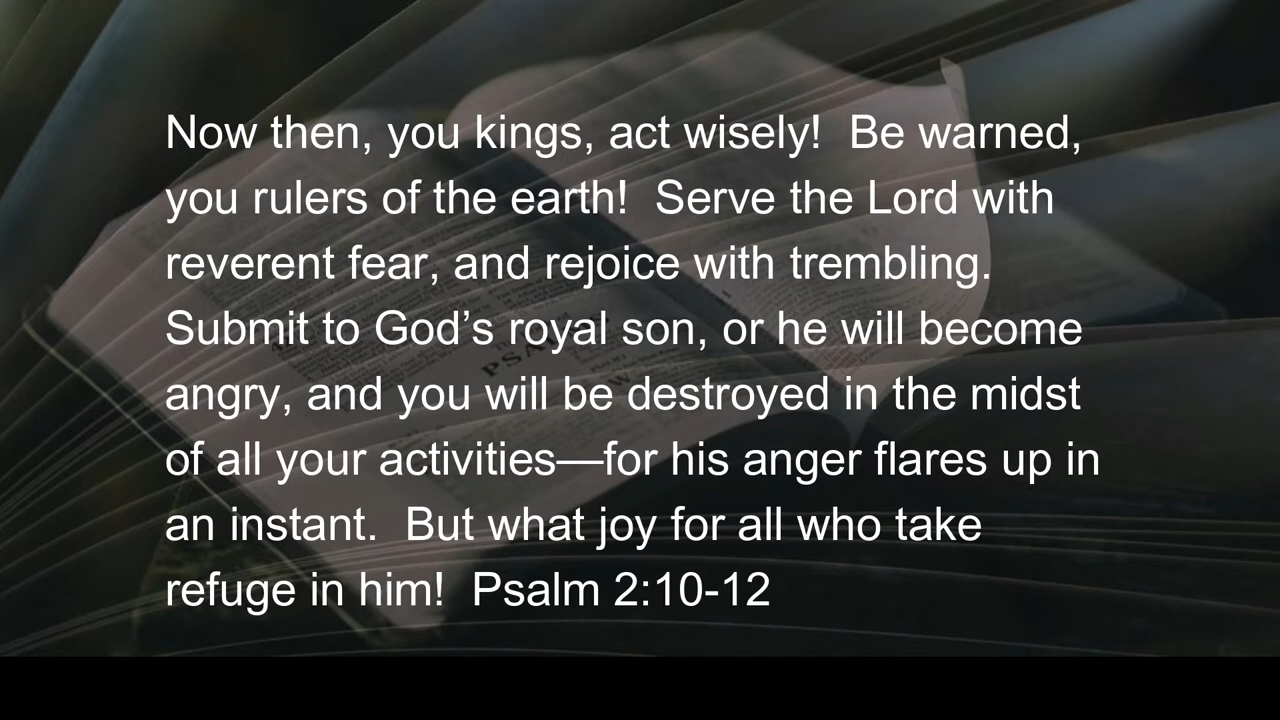 Now then, you kings, act wisely!  Be warned,
you rulers of the earth!  Serve the Lord with
reverent fear, and rejoice with trembling.
Submit to God’s royal son, or he will become
angry, and you will be destroyed in the midst
of all your activities—for his anger flares up in
an instant.  But what joy for all who take
refuge in him!  Psalm 2:10-12